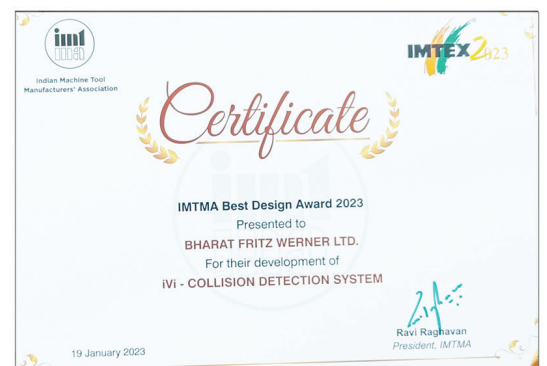 imt
Indian Machine Tool
Manufacturers' Association
IMTEX 2023
Certificate
IMTMA Best Design Award 2023
Presented to
BHARAT FRITZ WERNER LTD.
For their development of
iVi - COLLISION DETECTION SYSTEM
Ravi Raghavan
President, IMTMA
19 January 2023